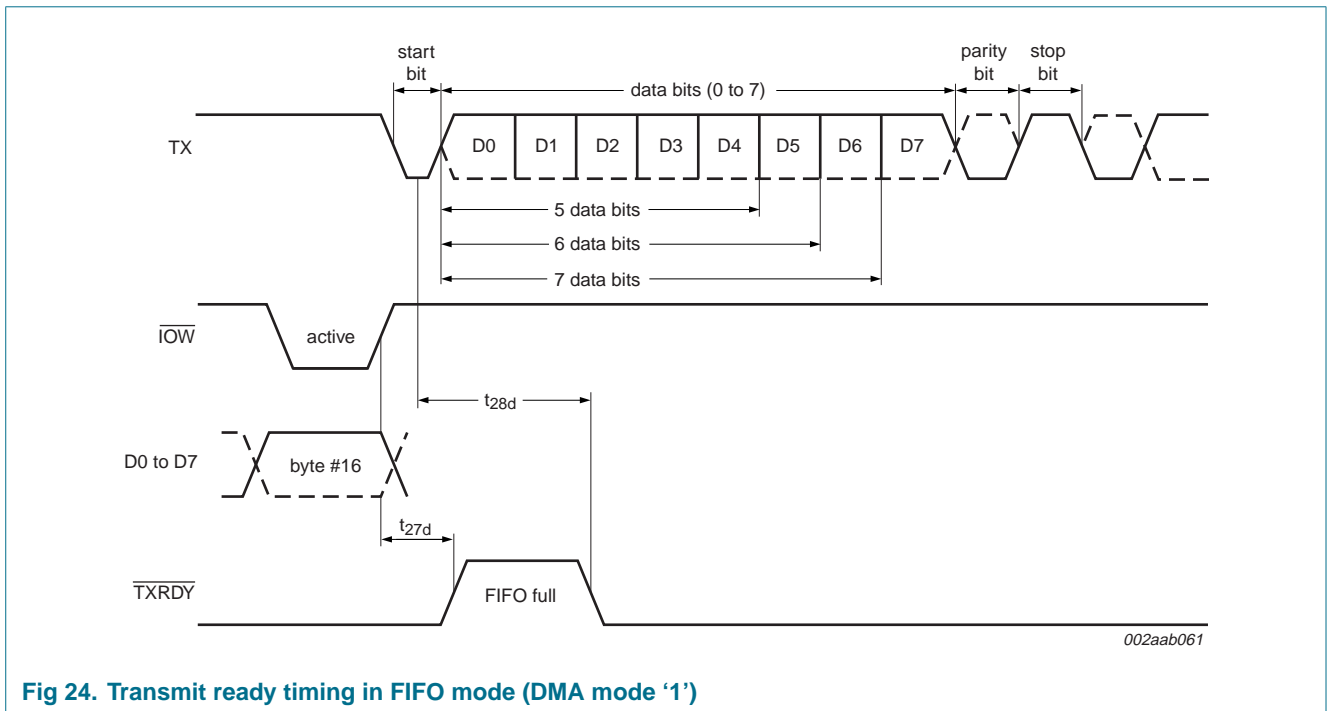 start
bit
data bits (0 to 7)
parity
bit
stop
bit
TX
D0 D1 D2 D3 D4 D5 D6 D7
5 data bits
6 data bits
7 data bits
IOW
active
t28d
D0 to D7
byte #16
t27d
TXRDY
FIFO full
002aab061
Fig 24. Transmit ready timing in FIFO mode (DMA mode ‘1’)